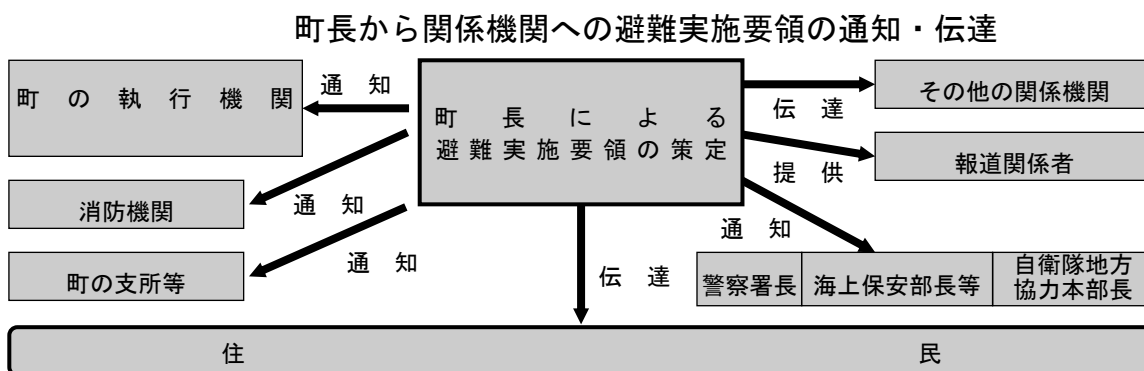 町長から関係機関への避難実施要領の通知・伝達
町の執行機関
通知
町長による
避難実施要領の策定
伝達
その他の関係機関
提供
報道関係者
消防機関
通知
通知
町の支所等
通知
伝達
警察署長
海上保安部長等
自衛隊地方
協力本部長
住民